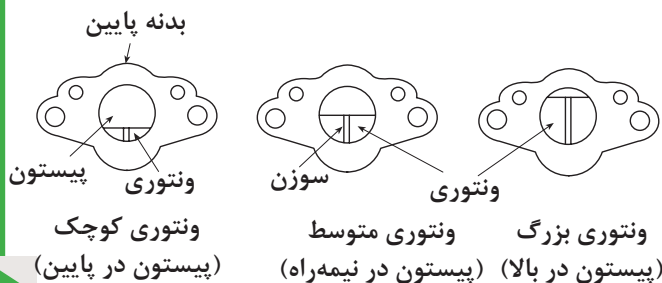 بدنه پایین
پیستون
ونتوری
سوزن
ونتوری
ونتوری بزرگ
(پیستون در بالا)
ونتوری متوسط
(پیستون در نیمه‌راه)
ونتوری کوچک
(پیستون در پایین)